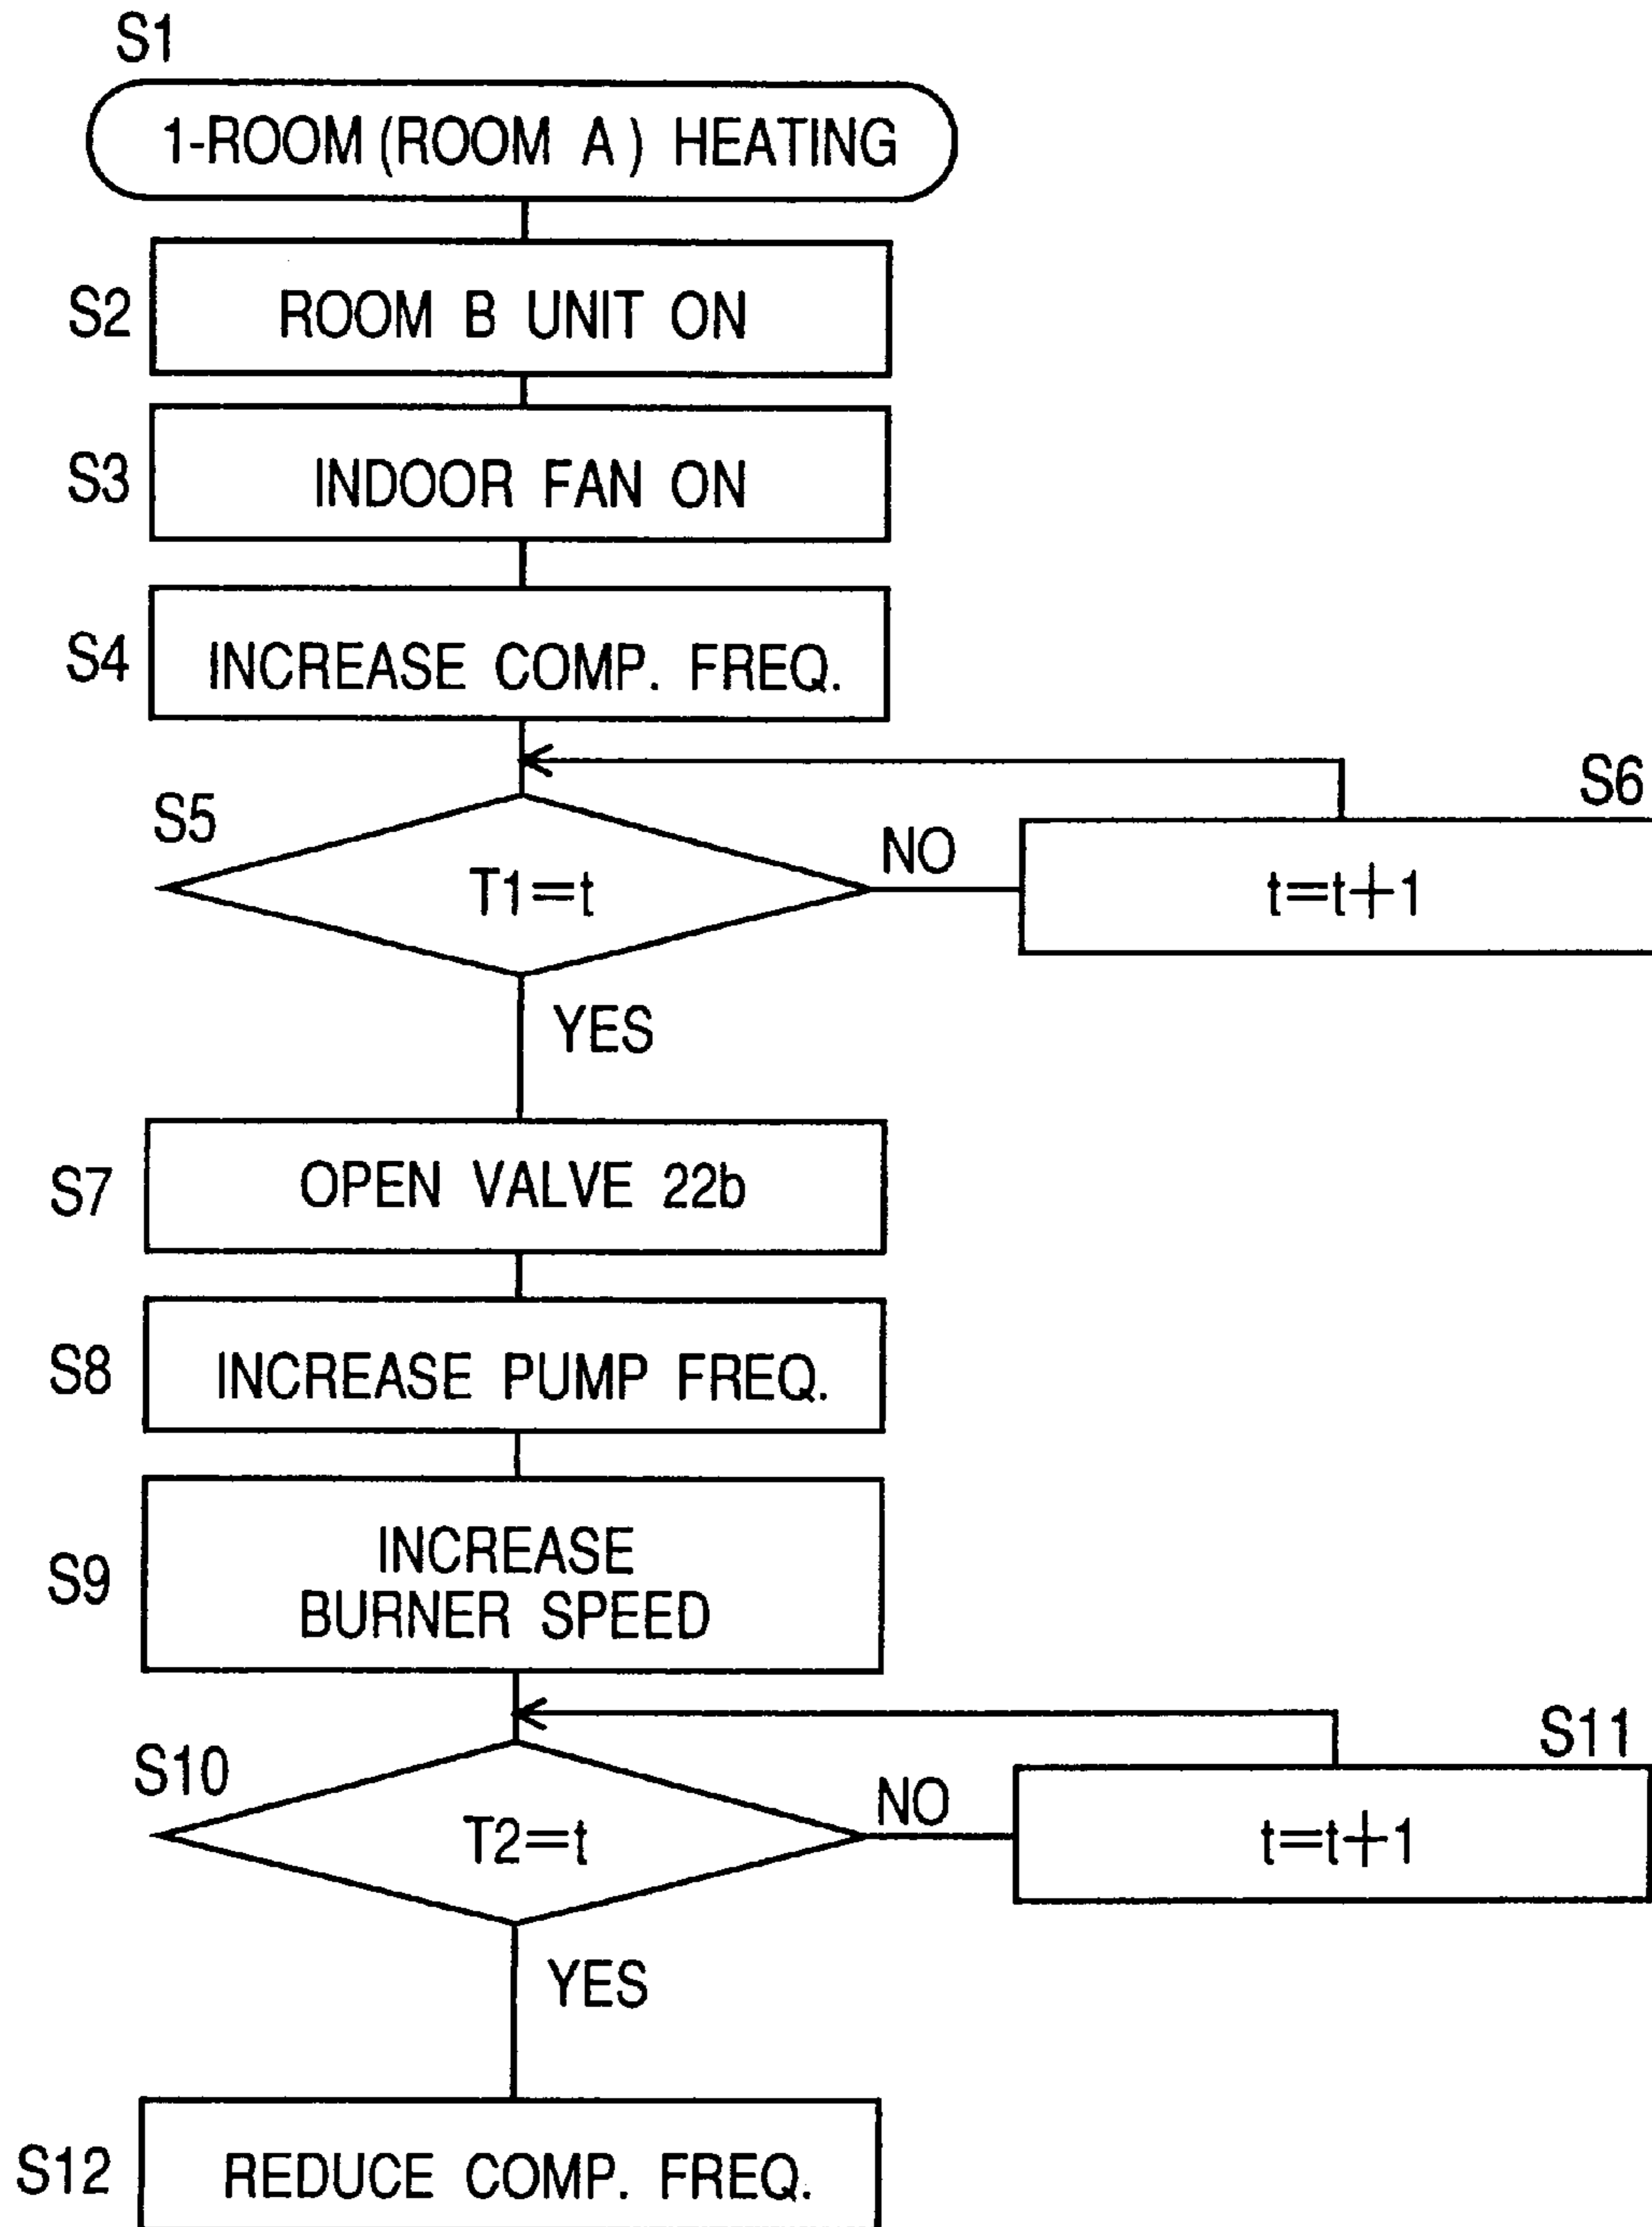 S1
1-ROOM (ROOM A) HEATING
S2
ROOM B UNIT ON
S3
INDOOR FAN ON
S4
INCREASE COMP. FREQ.
S5
T1=t
NO
S6
t=t+1
YES
S7
OPEN VALVE 22b
S8
INCREASE PUMP FREQ.
S9
INCREASE
BURNER SPEED
S10
T2=t
NO
S11
t=t+1
YES
S12
REDUCE COMP. FREQ.